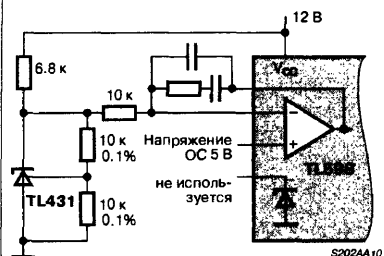 12 В
6.8 к
Vcc
10 к
10 к
0.1%
Напряжение
ОС 5 В
TL431
не исполь-
зуется
10 к
0.1%
S202AA10